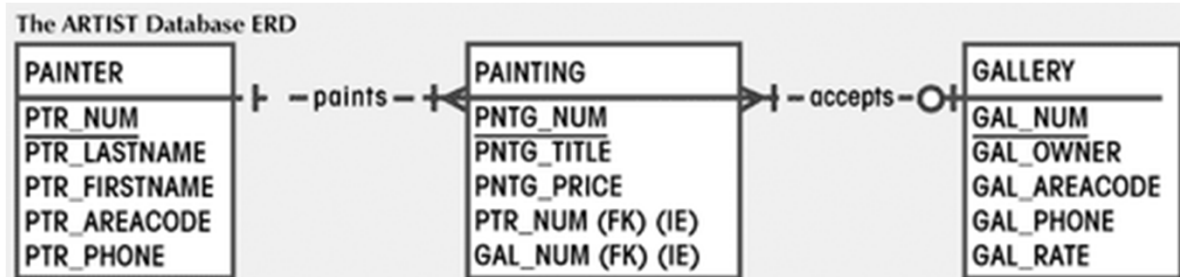 The ARTIST Database ERD
PAINTER
PTR_NUM
PTR_LASTNAME
PTR_FIRSTNAME
PTR_AREACODE
PTR_PHONE
paints
PAINTING
PNTG_NUM
PNTG_TITLE
PNTG_PRICE
PTR_NUM (FK) (IE)
GAL_NUM (FK) (IE)
accepts
GALLERY
GAL_NUM
GAL_OWNER
GAL_AREACODE
GAL_PHONE
GAL_RATE